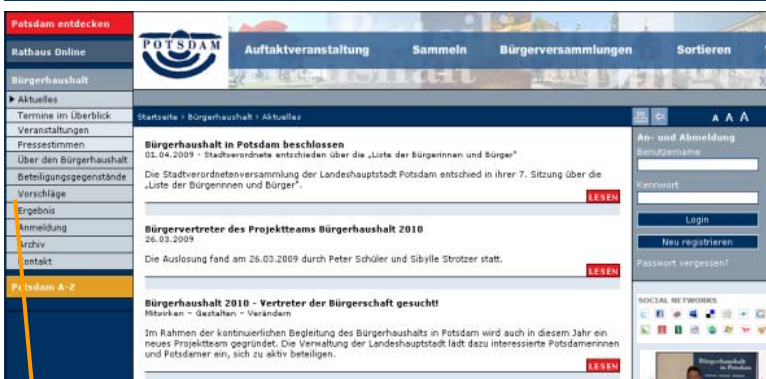 Potsdam entdecken
Rathaus Online
Bürgerhaushalt
Aktuelles
Termine im Überblick
Veranstaltungen
Pressestimmen
Über den Bürgerhaushalt
Beteiligungsgegenstände
Vorschläge
Ergebnis
Anmeldung
Archiv
Kontakt
Potsdam A-Z
POTSDAM
Auftaktveranstaltung Sammeln Bürgerversammlungen Sortieren
Startseite › Bürgerhaushalt › Aktuelles
Bürgerhaushalt in Potsdam beschlossen
01.04.2009 - Stadtverordnete entschieden über die „Liste der Bürgerinnen und Bürger"
Die Stadtverordnetenversammlung der Landeshauptstadt Potsdam entschied in ihrer 7. Sitzung über die
„Liste der Bürgerinnen und Bürger".
LESEN
Bürgervertreter des Projektteams Bürgerhaushalt 2010
26.03.2009
Die Auslosung fand am 26.03.2009 durch Peter Schüler und Sibylle Strotzer statt.
LESEN
Bürgerhaushalt 2010 - Vertreter der Bürgerschaft gesucht!
Mitwirken - Gestalten - Verändern
Im Rahmen der kontinuierlichen Begleitung des Bürgerhaushalts in Potsdam wird auch in diesem Jahr ein
neues Projektteam gegründet. Die Verwaltung der Landeshauptstadt lädt dazu interessierte Potsdamerinnen
und Potsdamer ein, sich zu aktiv beteiligen.
LESEN
A A A
An- und Abmeldung
Benutzername
Kennwort
Login
Neu registrieren
Passwort vergessen?
SOCIAL NETWORKS
Bürgerhaushalt
in Potsdam